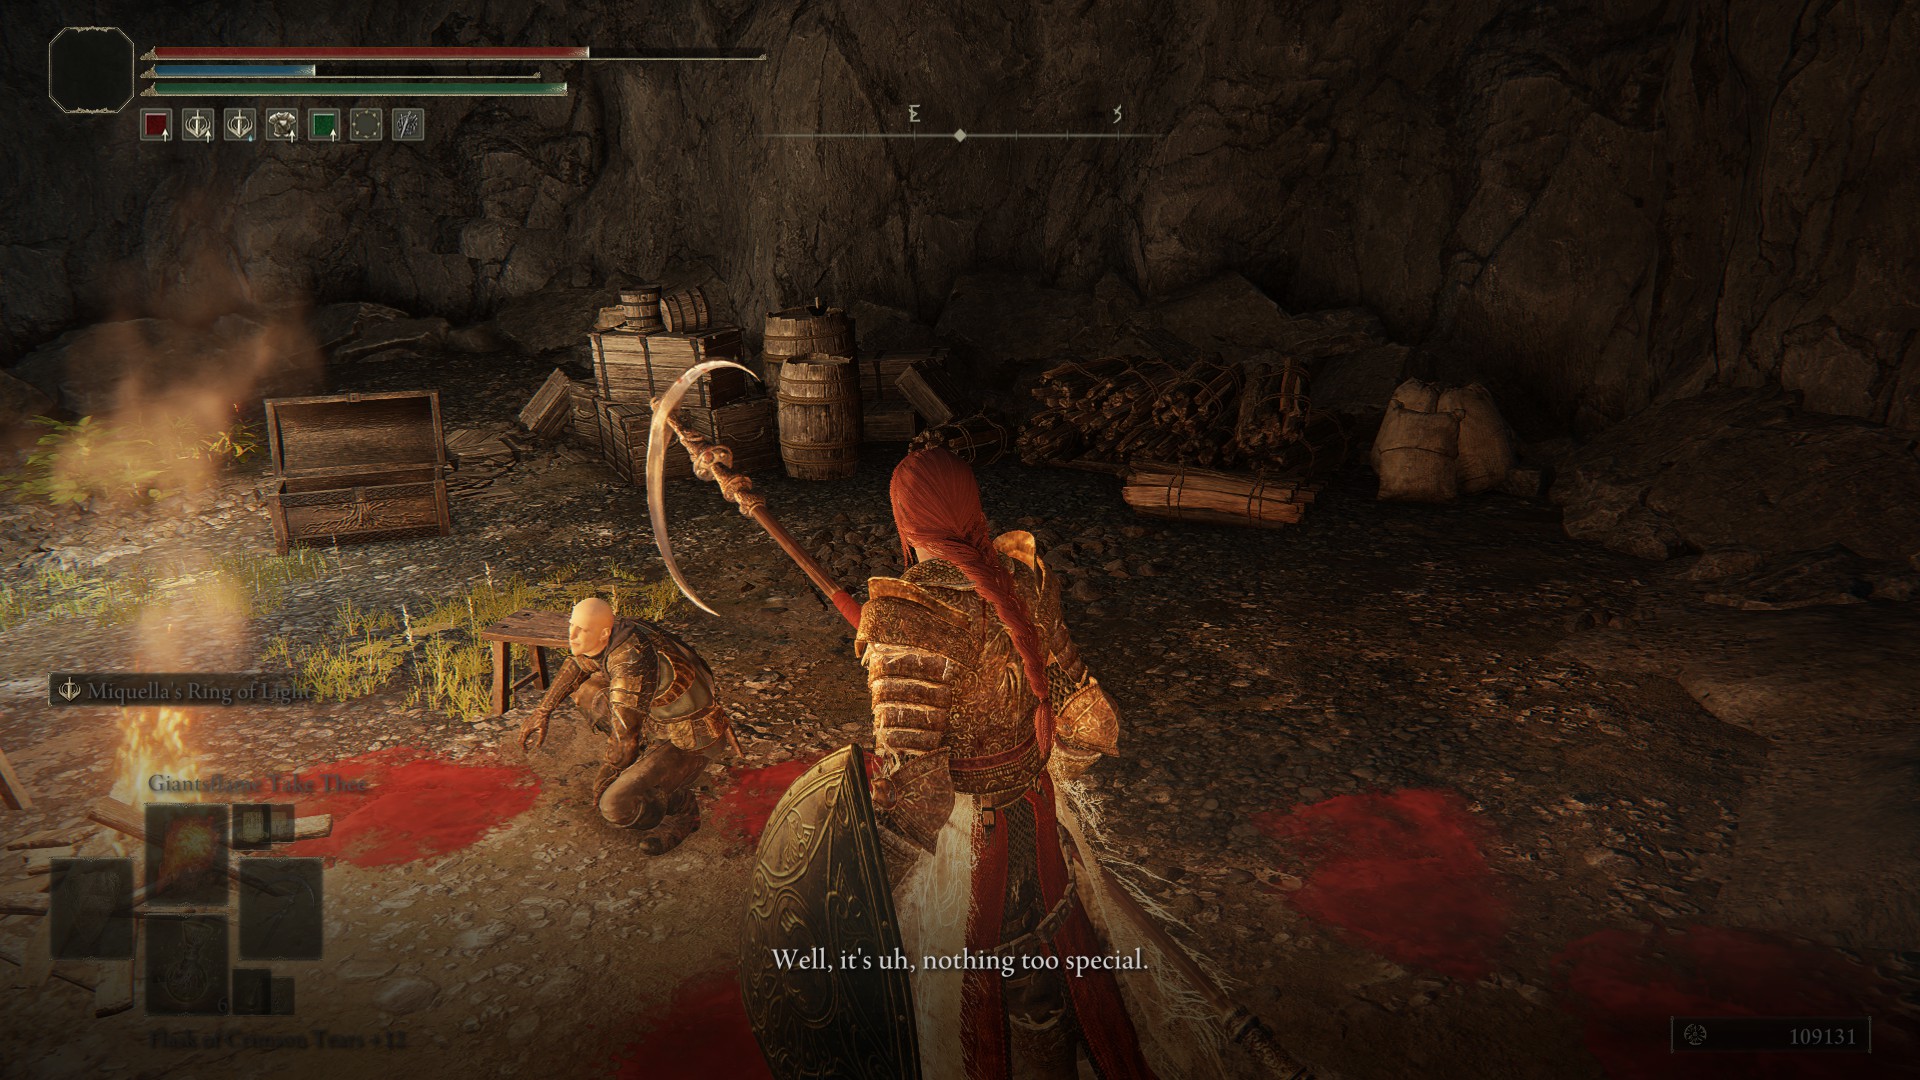 E
S
Miquella's Ring of Light
Giantsflame Take Thee
6
Flask of Crimson Tears +12
Well, it's uh, nothing too special.
109131